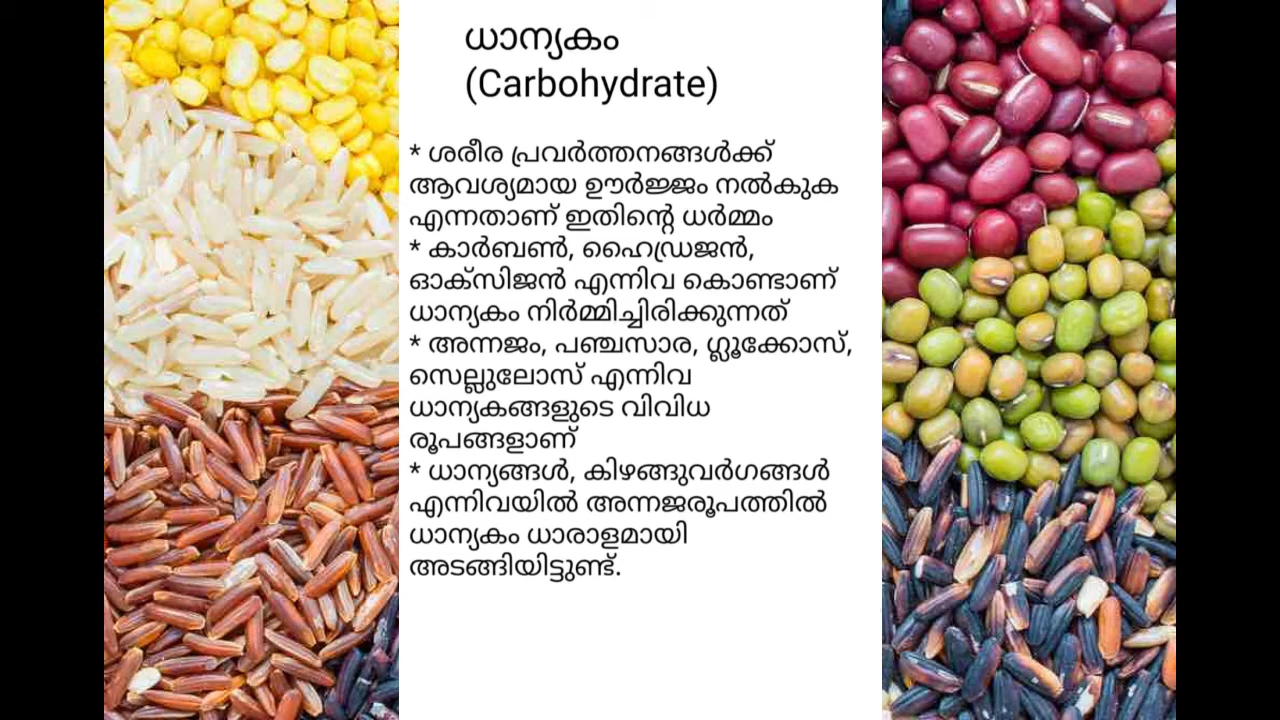 ധാന്യകം
(Carbohydrate)
* ശരീര പ്രവർത്തനങ്ങൾക്ക്
ആവശ്യമായ ഊർജ്ജം നൽകുക
എന്നതാണ് ഇതിന്റെ ധർമ്മം
* കാർബൺ, ഹൈഡ്രജൻ,
ഓക്സിജൻ എന്നിവ കൊണ്ടാണ്
ധാന്യകം നിർമ്മിച്ചിരിക്കുന്നത്
* അന്നജം, പഞ്ചസാര, ഗ്ലൂക്കോസ്,
സെല്ലുലോസ് എന്നിവ
ധാന്യകങ്ങളുടെ വിവിധ
രൂപങ്ങളാണ്
* ധാന്യങ്ങൾ, കിഴങ്ങുവർഗങ്ങൾ
എന്നിവയിൽ അന്നജരൂപത്തിൽ
ധാന്യകം ധാരാളമായി
അടങ്ങിയിട്ടുണ്ട്.